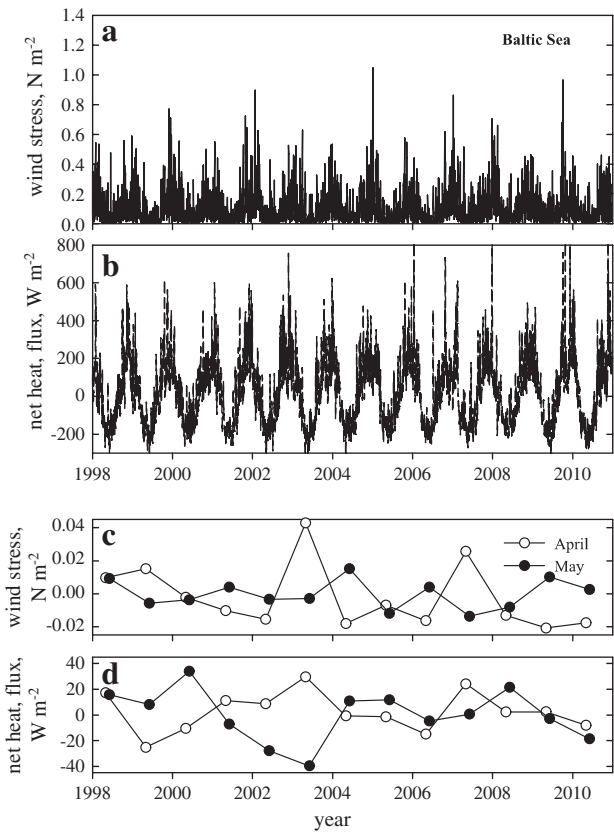 a
Baltic Sea
wind stress, N m-2
1.4
1.2
1.0
0.8
0.6
0.4
0.2
0.0
b
net heat, flux, W m-2
800
600
400
200
0
-200
1998 2000 2002 2004 2006 2008 2010
c
wind stress,
N m-2
0.04
0.02
0.00
-0.02
April
May
d
net heat, flux,
W m-2
40
20
0
-20
-40
1998 2000 2002 2004 2006 2008 2010
year